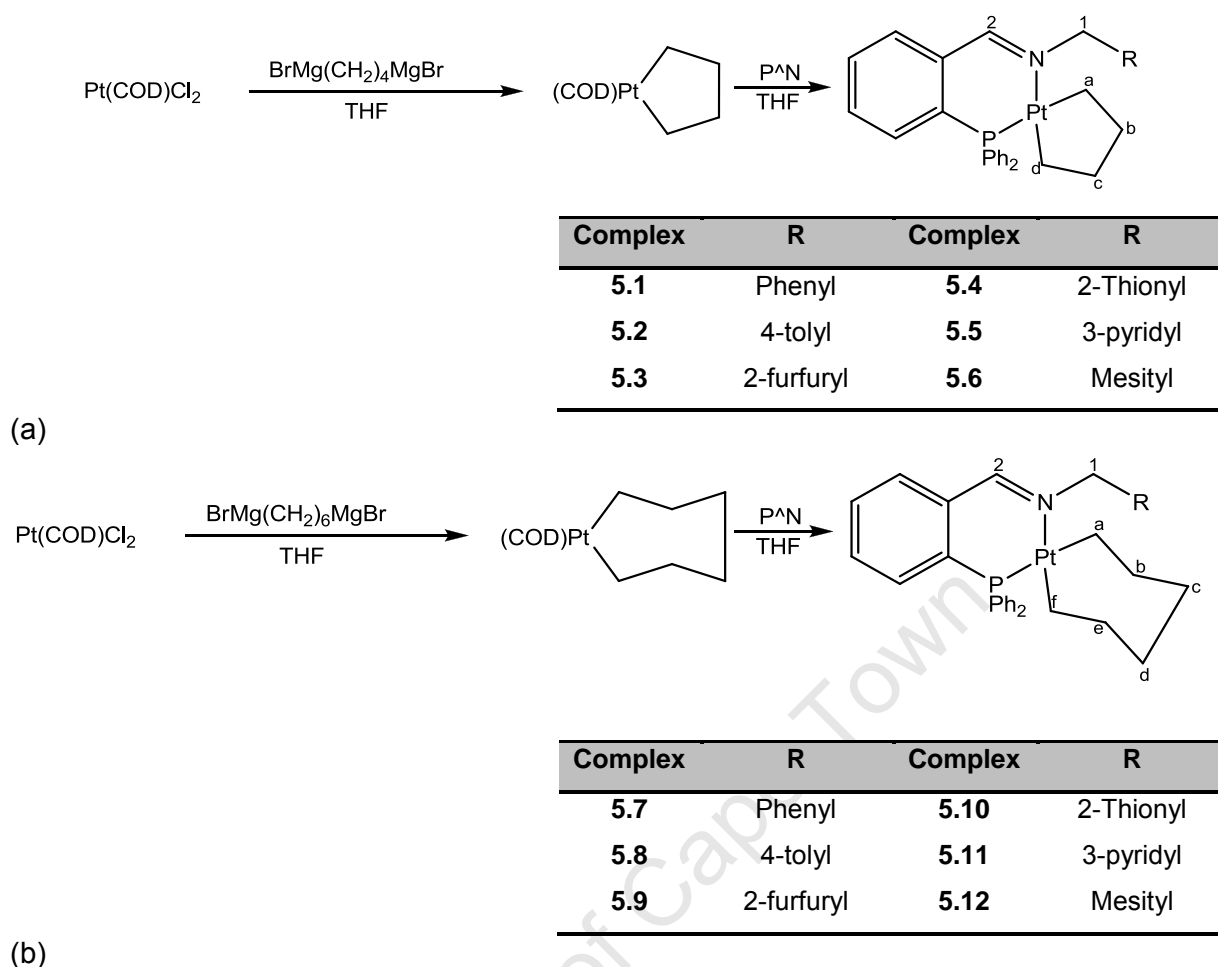 BrMg(CH2)4MgBr
Pt(COD)Cl2
THF
(COD)Pt
P^N
THF
2
1
N
R
Pt
a
b
c
d
P
Ph2
Complex R Complex R
5.1 Phenyl 5.4 2-Thionyl
5.2 4-tolyl 5.5 3-pyridyl
5.3 2-furfuryl 5.6 Mesityl
(a)
BrMg(CH2)6MgBr
Pt(COD)Cl2
THF
(COD)Pt
P^N
THF
2
1
N
R
Pt
a
b
c
d
e
f
P
Ph2
Complex R Complex R
5.7 Phenyl 5.10 2-Thionyl
5.8 4-tolyl 5.11 3-pyridyl
5.9 2-furfuryl 5.12 Mesityl
(b)
of Cape Town